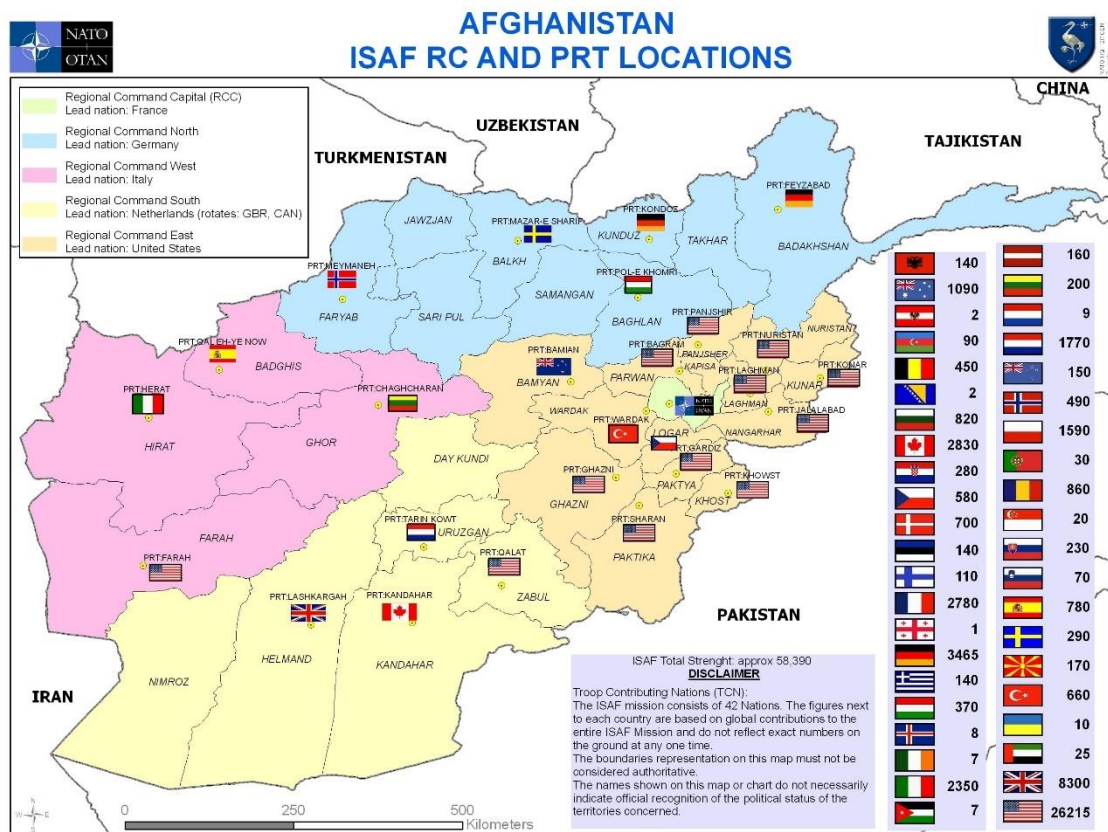 NATO
OTAN
AFGHANISTAN
ISAF RC AND PRT LOCATIONS
Regional Command Capital (RCC)
Lead nation: France
Regional Command North
Lead nation: Germany
Regional Command West
Lead nation: Italy
Regional Command South
Lead nation: Netherlands (rotates: GBR, CAN)
Regional Command East
Lead nation: United States
CHINA
UZBEKISTAN
TAJIKISTAN
TURKMENISTAN
PRT:FEYZABAD
PRT:KONDOZ
PRT:MAZAR-E SHARIF
JAWZJAN
KUNDUZ
TAKHAR
BADAKHSHAN
BALKH
PRT:MEYMANEH
PRT:POL-E KHOMRI
SAMANGAN
FARYAB
SARI PUL
BAGHLAN
PRT:PANJSHIR
NURISTAN
PRT:NURISTAN
PRT:QAL EH-YE NOW
BADGHIS
PRT:BAMIAN
PRT:BAGRAM
PANJSHER
KAPISA
PRT:KONAR
BAMYAN
PARWAN
PRT:LAGHMAN
KUNAR
PRT:HERAT
PRT:CHAGHCHARAN
LAGHMAN
WARDAK
NATO
OTAN
PRT:JALALABAD
PRT:WARDAK
LOGAR
NANGARHAR
HIRAT
GHOR
DAY KUNDI
PRT:GARDIZ
PRT:GHAZNI
PAKTYA
PRT:KHOWST
GHAZNI
KHOST
PRT:TARIN KOWT
URUZGAN
PRT:SHARAN
FARAH
PRT:FARAH
PRT:QALAT
PAKTIKA
ZABUL
PRT:LASHKARGAH
PRT:KANDAHAR
PAKISTAN
HELMAND
KANDAHAR
NIMROZ
IRAN
ISAF Total Strenght: approx 58,390
DISCLAIMER
Troop Contributing Nations (TCN):
The ISAF mission consists of 42 Nations. The figures next
to each country are based on global contributions to the
entire ISAF Mission and do not reflect exact numbers on
the ground at any one time.
The boundaries representation on this map must not be
considered authoritative.
The names shown on this map or chart do not necessarily
indicate official recognition of the political status of the
territories concerned.
0
250
500
Kilometers
N
W
E
S
140
1090
2
90
450
2
820
2830
280
580
700
140
110
2780
1
3465
140
370
8
7
2350
7
160
200
9
1770
150
490
1590
30
860
20
230
70
780
290
170
660
10
25
8300
26215